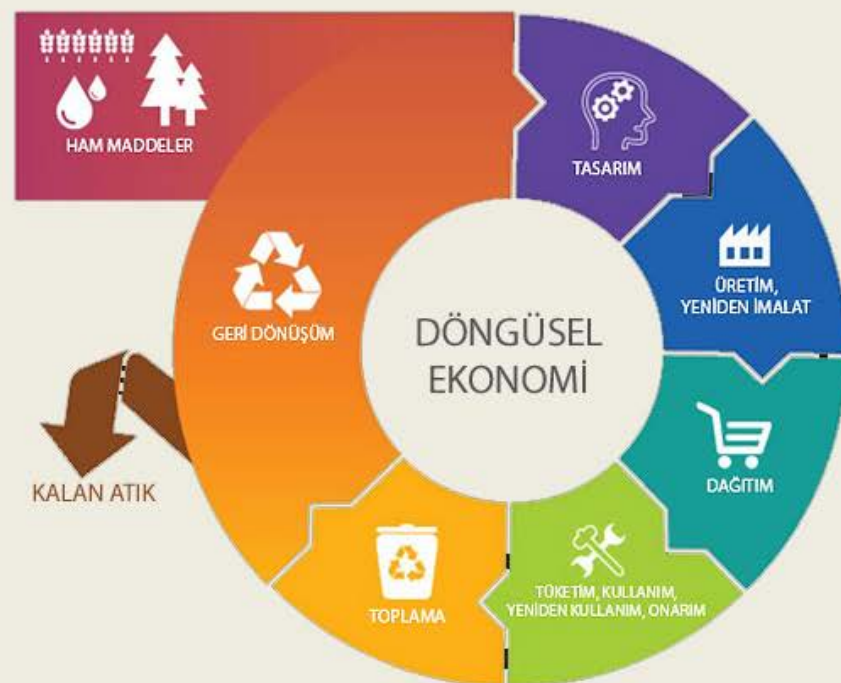 HAM MADDELER
TASARIM
ÜRETİM,
YENİDEN İMALAT
GERİ DÖNÜŞÜM
DÖNGÜSEL
EKONOMİ
DAĞITIM
KALAN ATIK
TÜKETİM, KULLANIM,
YENİDEN KULLANIM, ONARIM
TOPLAMA